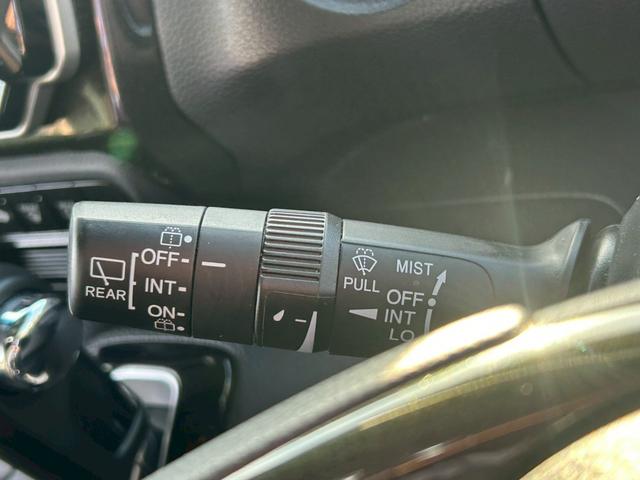 OFF
INT
ON
REAR
PULL
MIST
OFF
INT
LO